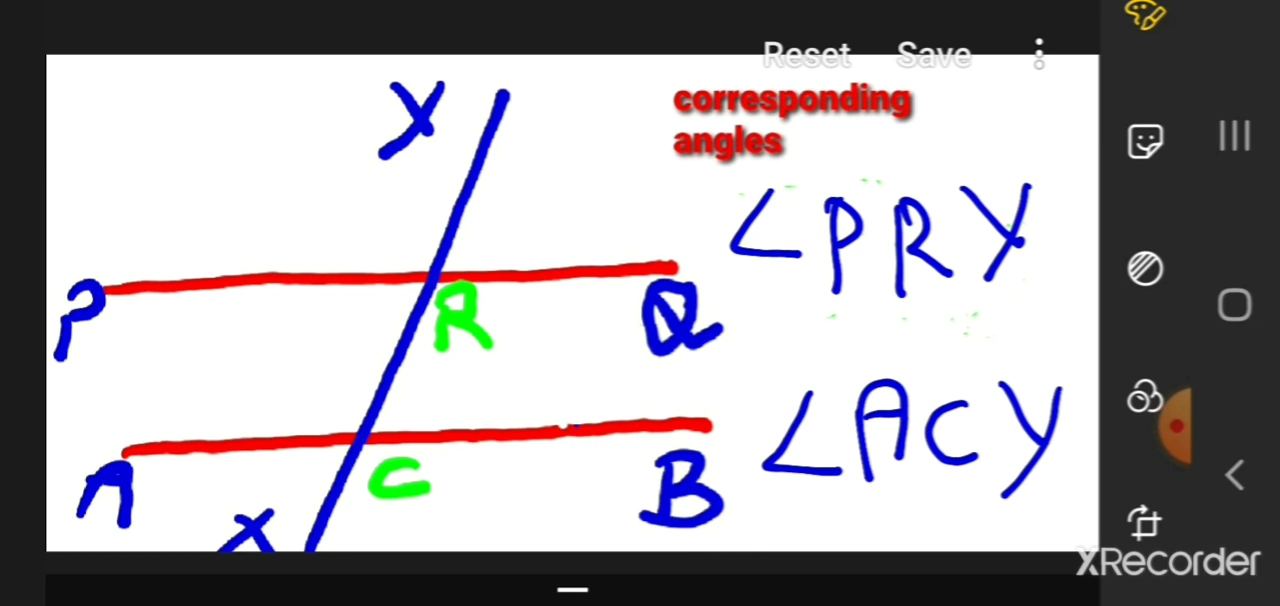 Reset Save
corresponding
angles
Y
<PRY
P R Q
<ACY
A C B
X
XRecorder